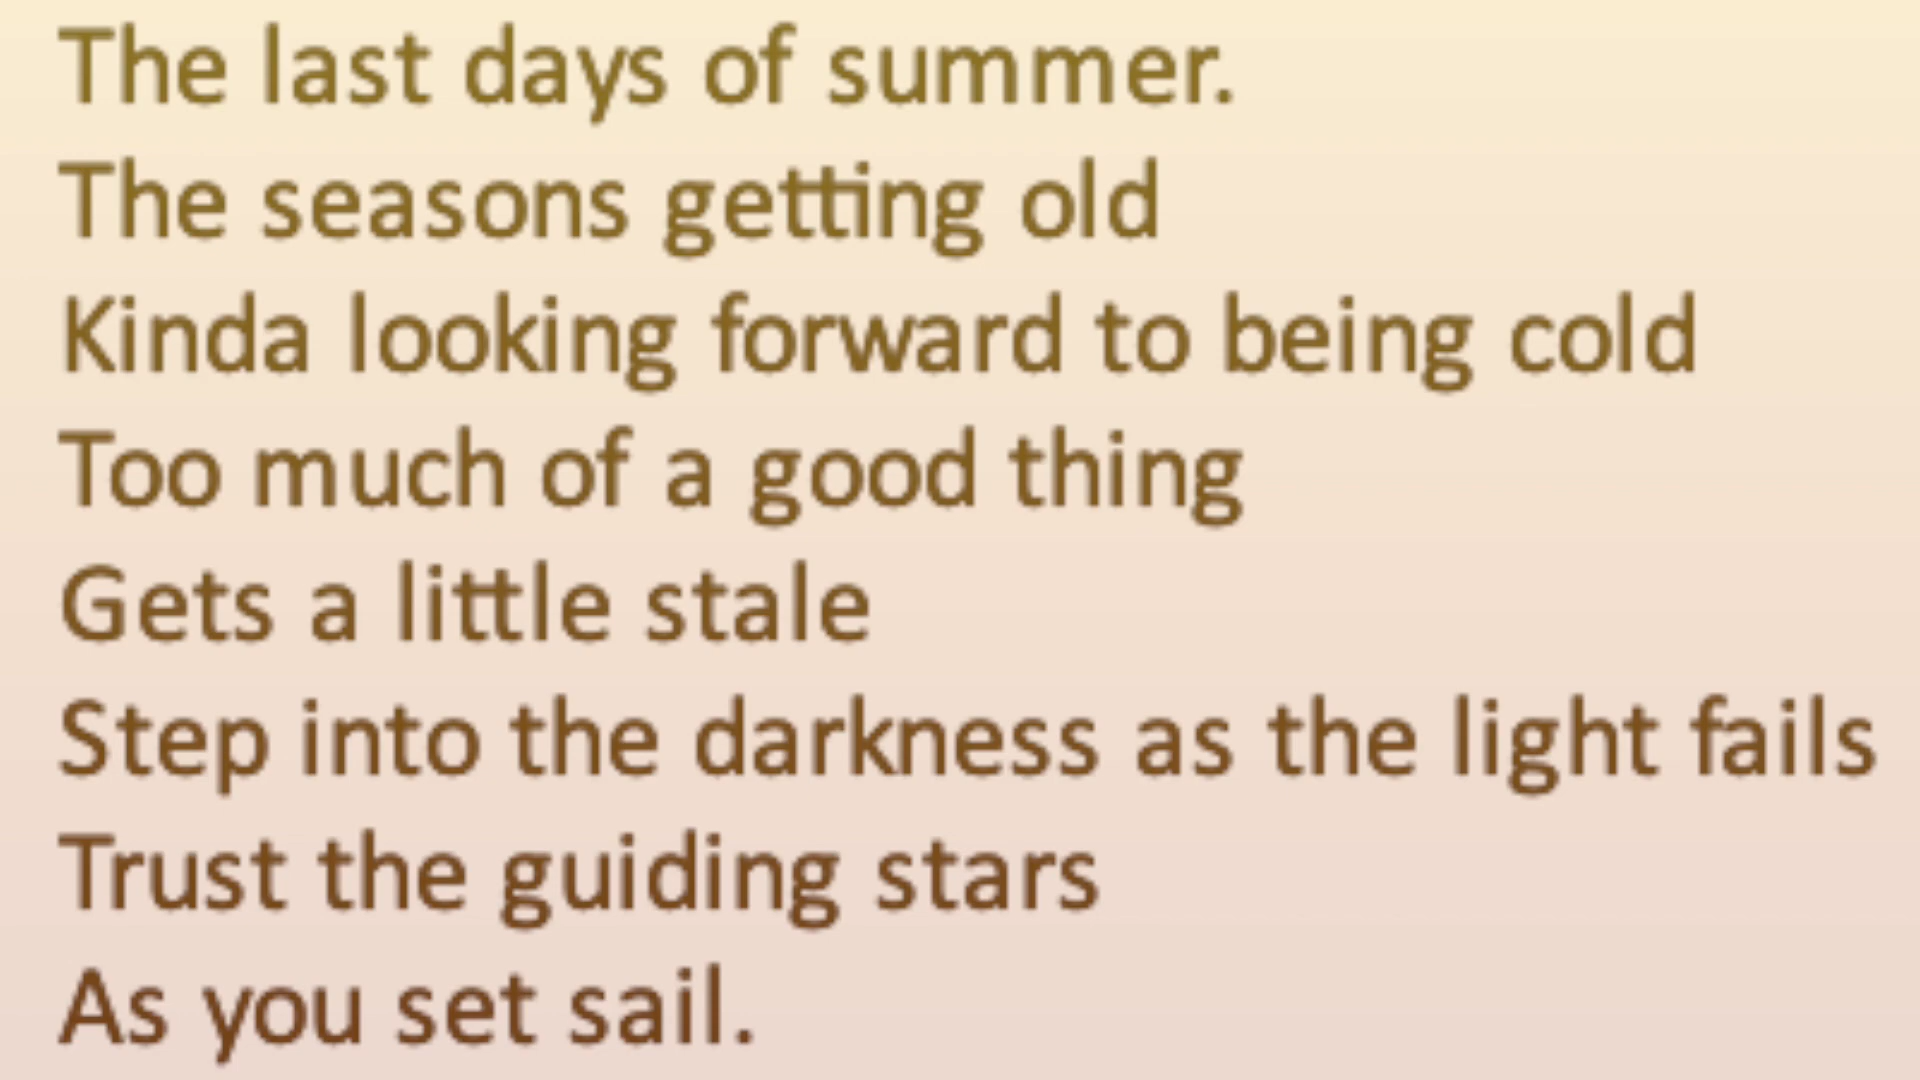 The last days of summer.
The seasons getting old
Kinda looking forward to being cold
Too much of a good thing
Gets a little stale
Step into the darkness as the light fails
Trust the guiding stars
As you set sail.